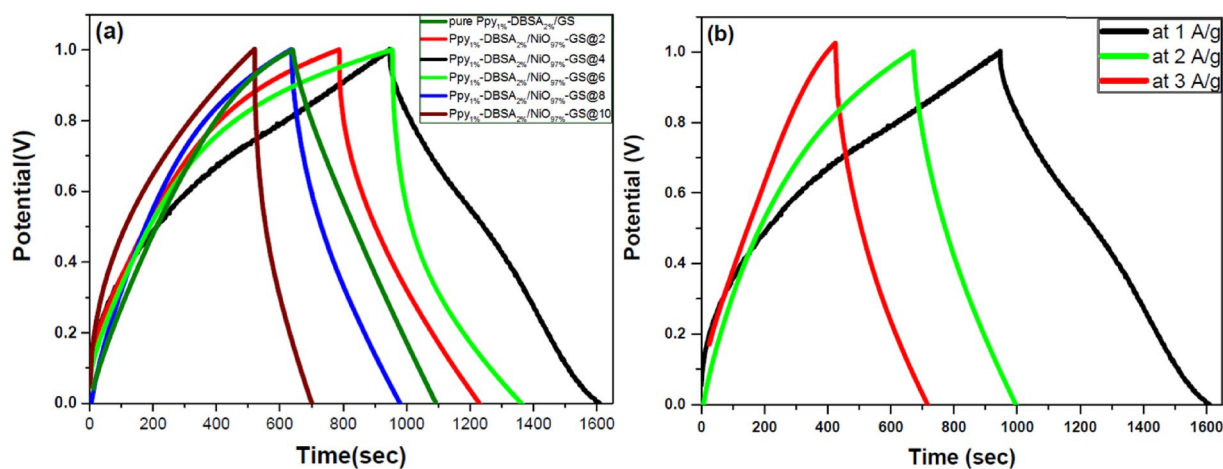 (a)
pure Ppy1%-DBSA2%/GS
Ppy1%-DBSA2%/NiO97%-GS@2
Ppy1%-DBSA2%/NiO97%-GS@4
Ppy1%-DBSA2%/NiO97%-GS@6
Ppy1%-DBSA2%/NiO97%-GS@8
Ppy1%-DBSA2%/NiO97%-GS@10
1.0
0.8
0.6
0.4
0.2
0.0
Potential(V)
0 200 400 600 800 1000 1200 1400 1600
Time(sec)
(b)
at 1 A/g
at 2 A/g
at 3 A/g
1.0
0.8
0.6
0.4
0.2
0.0
Potential (V)
0 200 400 600 800 1000 1200 1400 1600
Time (sec)